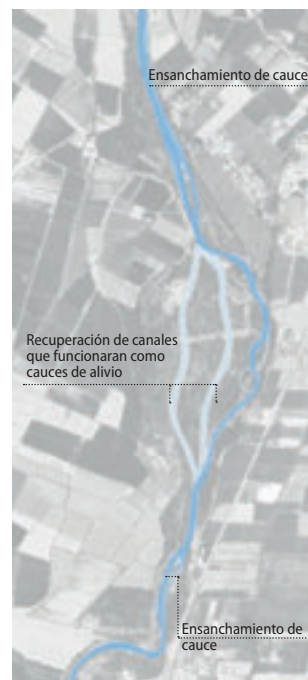 Ensanchamiento de cauce
Recuperación de canales
que funcionaran como
cauces de alivio
Ensanchamiento de
cauce